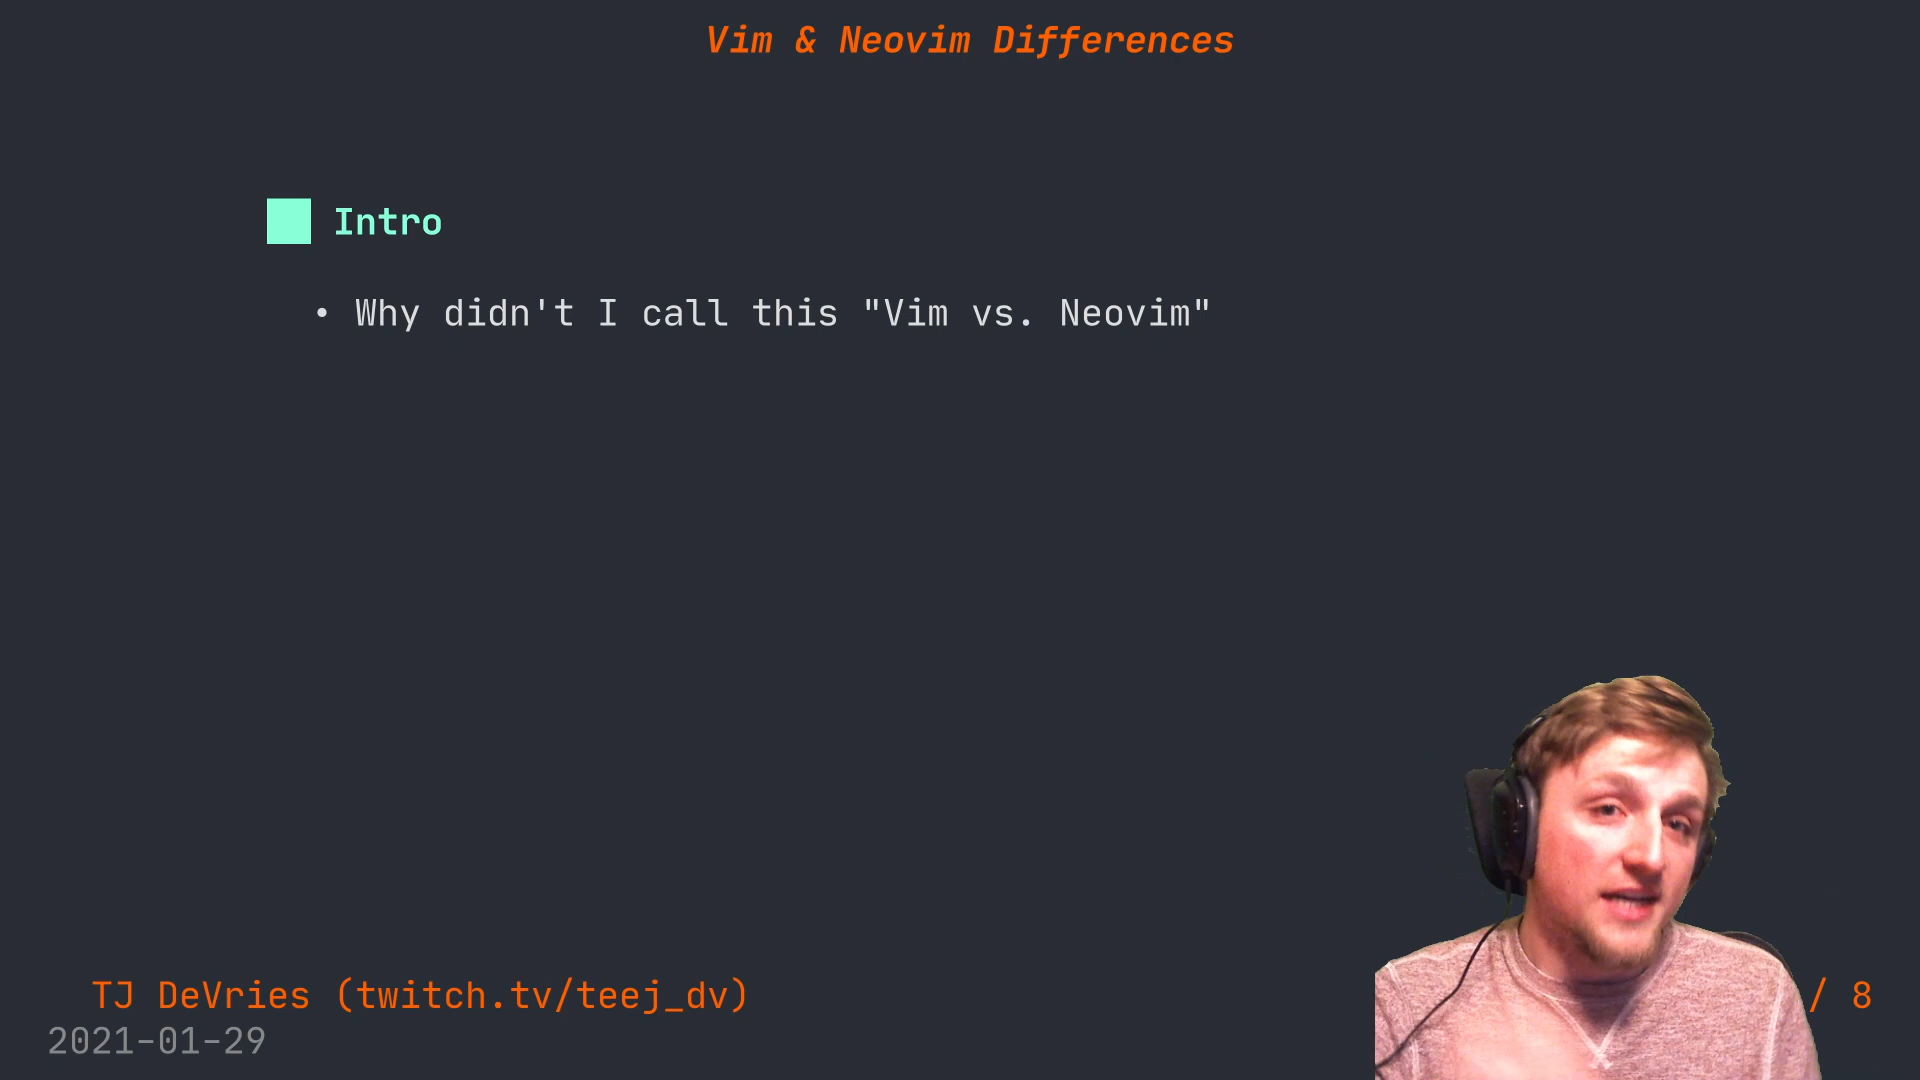 Vim & Neovim Differences
Intro
• Why didn't I call this "Vim vs. Neovim"
TJ DeVries (twitch.tv/teej_dv)
/ 8
2021-01-29